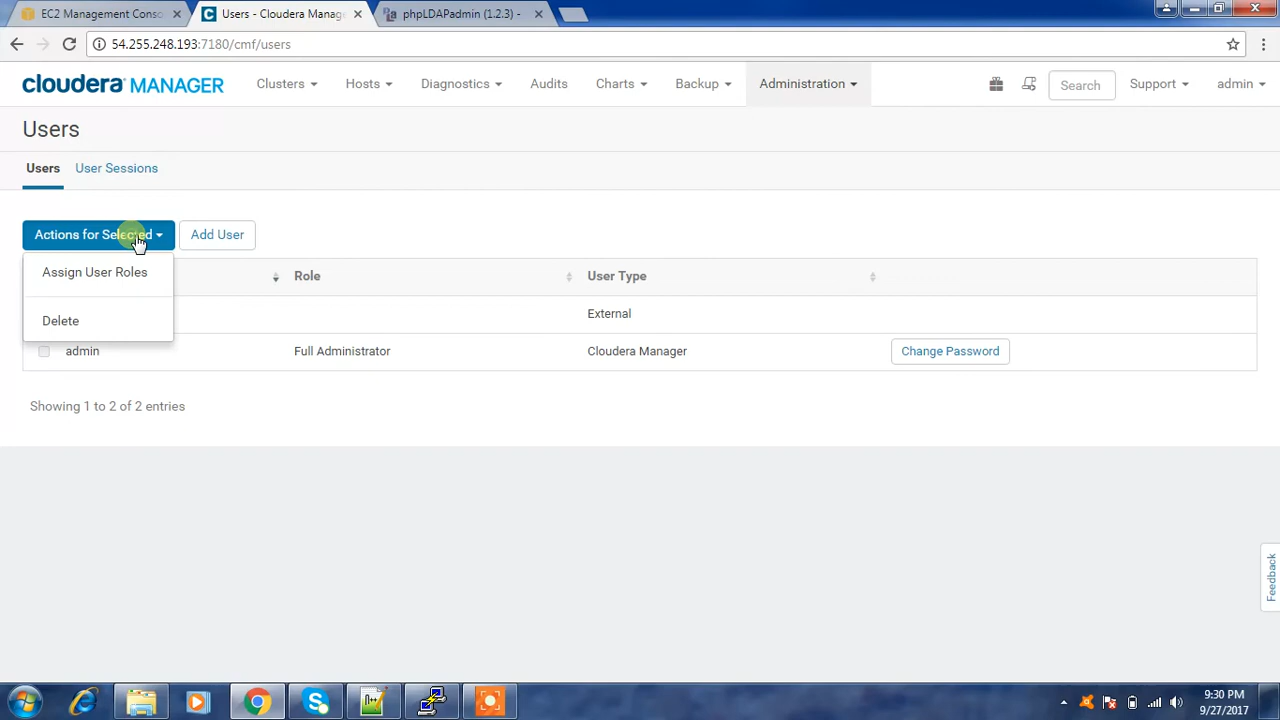 EC2 Management Conso
Users - Cloudera Manage
phpLDAPadmin (1.2.3) -
54.255.248.193:7180/cmf/users
cloudera MANAGER
Clusters
Hosts
Diagnostics
Audits
Charts
Backup
Administration
Search
Support
admin
Users
Users
User Sessions
Actions for Selected
Add User
Assign User Roles
Delete
Role
User Type
External
admin
Full Administrator
Cloudera Manager
Change Password
Showing 1 to 2 of 2 entries
Feedback
9:30 PM
9/27/2017